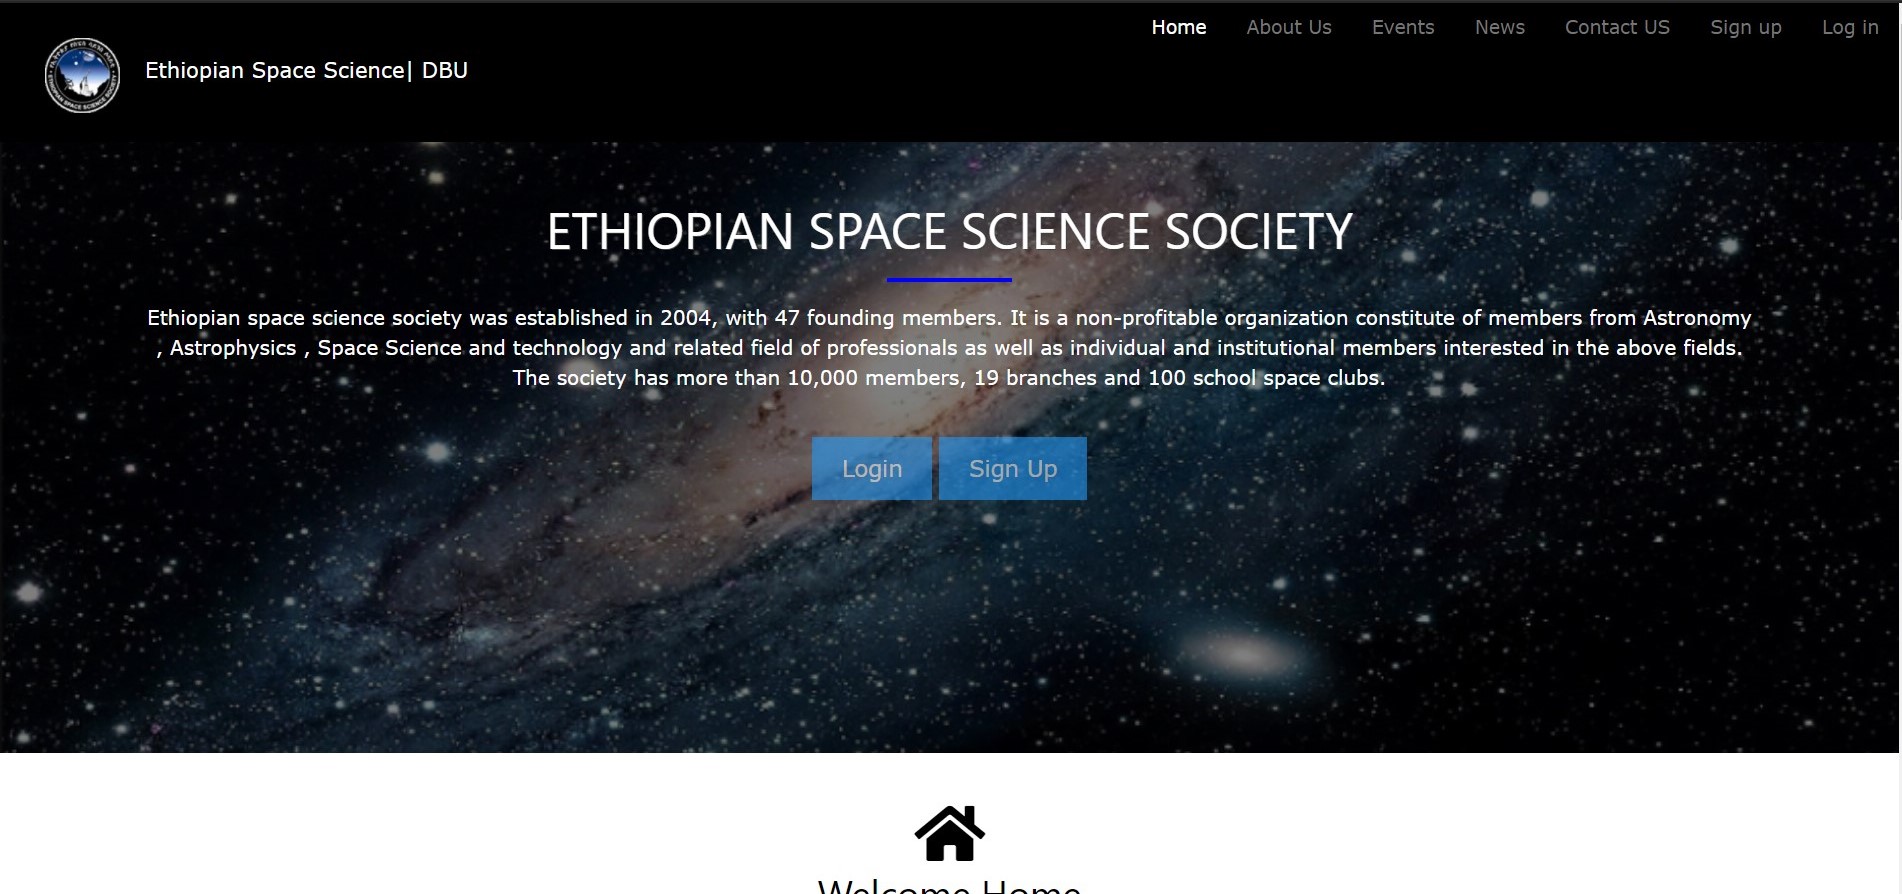 Home About Us Events News Contact US Sign up Log in
Ethiopian Space Science| DBU
ETHIOPIAN SPACE SCIENCE SOCIETY
Ethiopian space science society was established in 2004, with 47 founding members. It is a non-profitable organization constitute of members from Astronomy
, Astrophysics , Space Science and technology and related field of professionals as well as individual and institutional members interested in the above fields.
The society has more than 10,000 members, 19 branches and 100 school space clubs.
Login Sign Up
Welcome Home